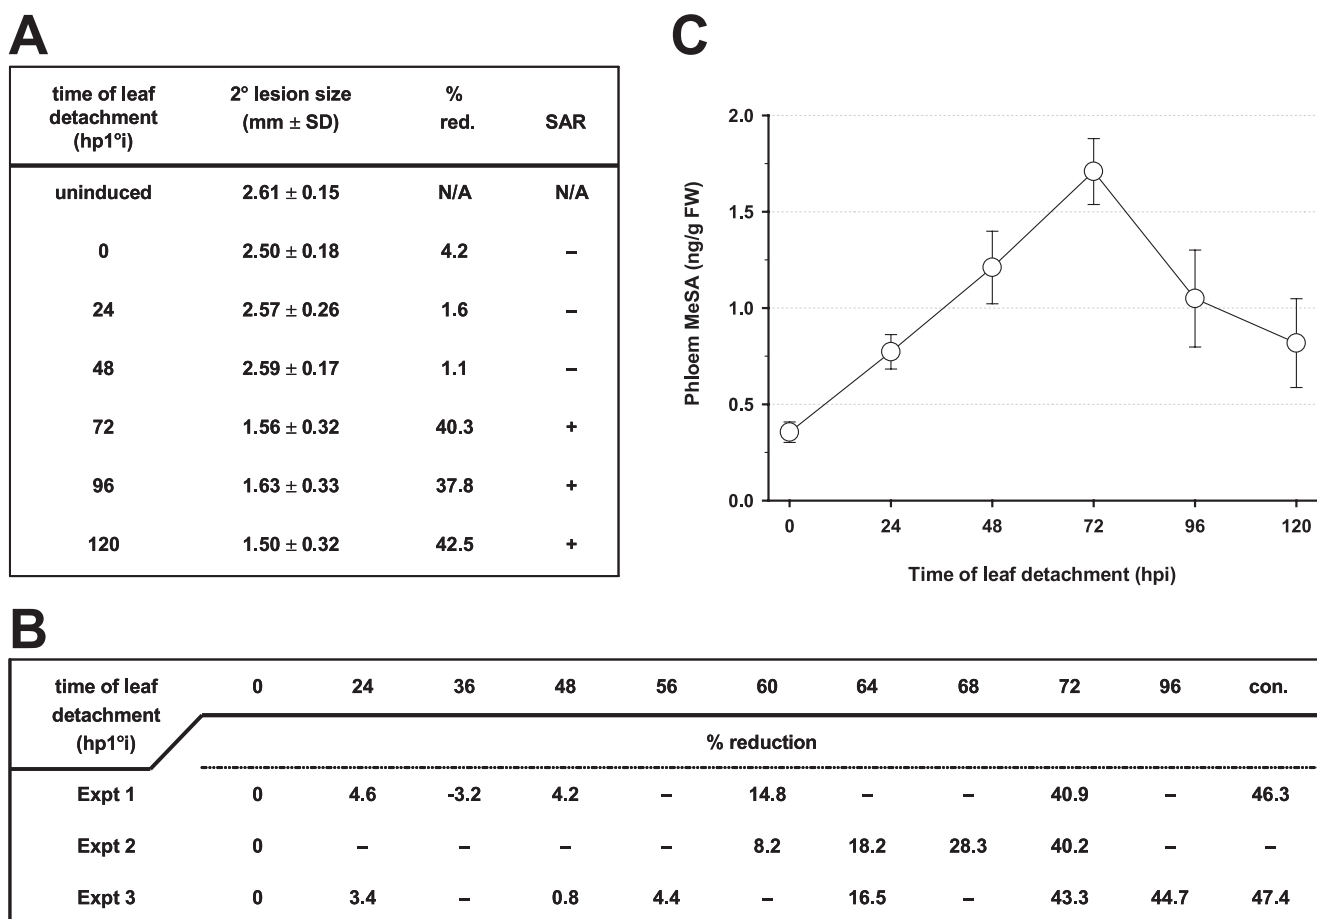 A
time of leaf detachment (hp1°i) 2° lesion size (mm ± SD) % red. SAR
uninduced 2.61 ± 0.15 N/A N/A
0 2.50 ± 0.18 4.2 –
24 2.57 ± 0.26 1.6 –
48 2.59 ± 0.17 1.1 –
72 1.56 ± 0.32 40.3 +
96 1.63 ± 0.33 37.8 +
120 1.50 ± 0.32 42.5 +
C
Phloem MeSA (ng/g FW)
2.0
1.5
1.0
0.5
0.0
0 24 48 72 96 120
Time of leaf detachment (hpi)
B
time of leaf detachment (hp1°i) 0 24 36 48 56 60 64 68 72 96 con.
% reduction
Expt 1 0 4.6 -3.2 4.2 – 14.8 – – 40.9 – 46.3
Expt 2 0 – – – – 8.2 18.2 28.3 40.2 – –
Expt 3 0 3.4 – 0.8 4.4 – 16.5 – 43.3 44.7 47.4